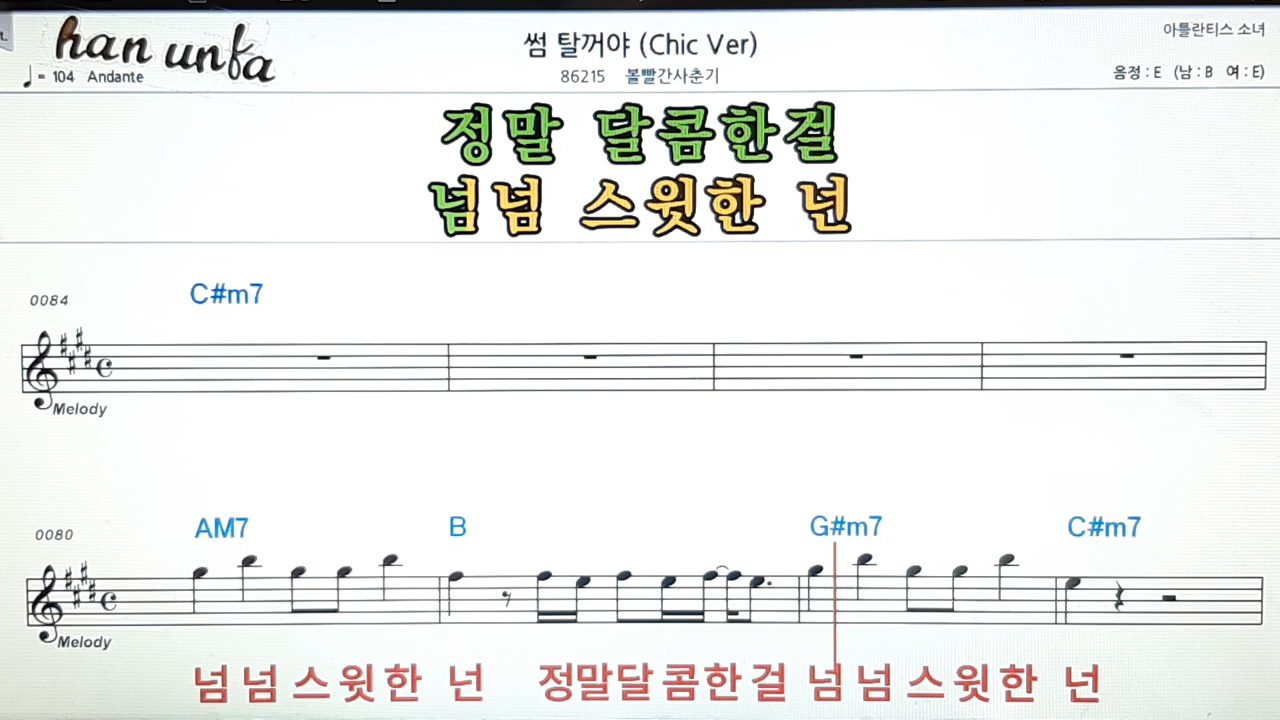 han unfa
썸 탈꺼야 (Chic Ver)
아틀란티스 소녀
♩= 104 Andante
86215 볼빨간사춘기
음정 : E (남 : B 여 : E)
정말 달콤한걸
넘넘 스윗한 넌
0084
C#m7
Melody
0080
AM7 B G#m7 C#m7
Melody
넘넘스윗한 넌 정말달콤한걸 넘넘스윗한 넌